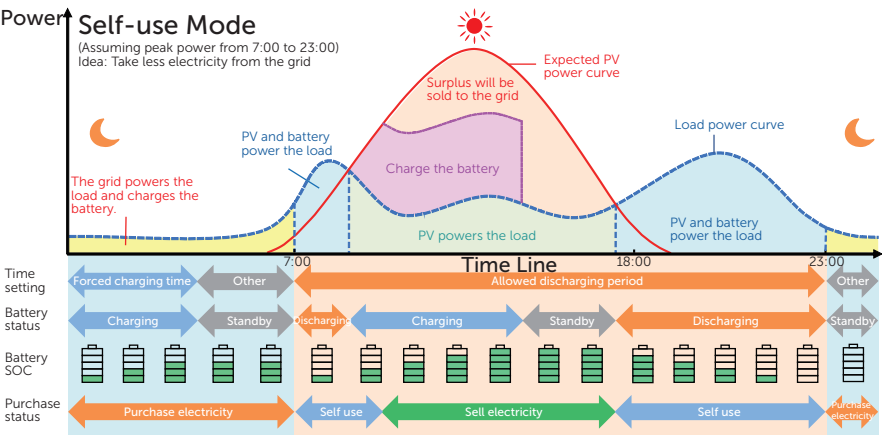 Power
Self-use Mode
(Assuming peak power from 7:00 to 23:00)
Idea: Take less electricity from the grid
Expected PV
power curve
Surplus will be
sold to the grid
Load power curve
PV and battery
power the load
Charge the battery
The grid powers the
load and charges the
battery.
PV powers the load
PV and battery
power the load
7:00
Time Line
18:00
23:00
Time
setting
Forced charging time
Other
Allowed discharging period
Other
Battery
status
Charging
Standby
Discharging
Charging
Standby
Discharging
Standby
Battery
SOC
Purchase
status
Purchase electricity
Self use
Sell electricity
Self use
Purchase
electricity